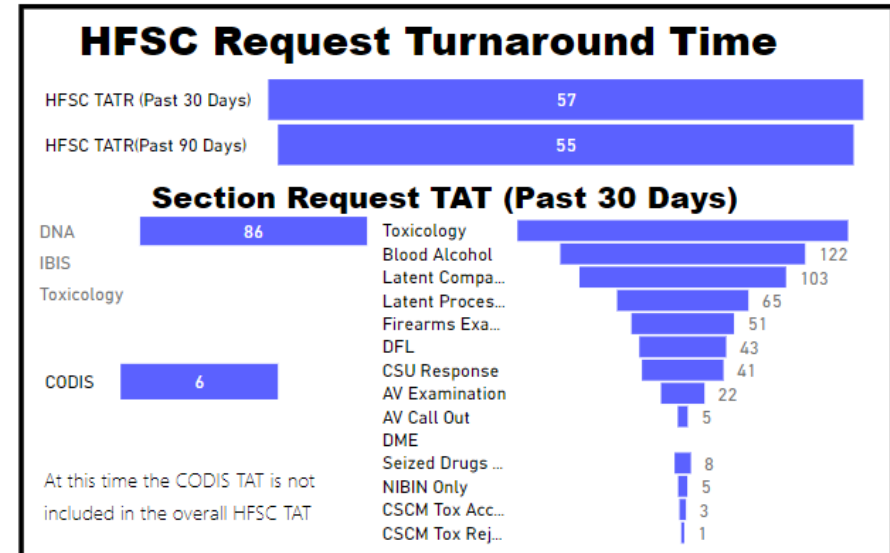 HFSC Request Turnaround Time
HFSC TATR (Past 30 Days) 57
HFSC TATR(Past 90 Days) 55
Section Request TAT (Past 30 Days)
DNA 86
IBIS
Toxicology
CODIS 6
At this time the CODIS TAT is not
included in the overall HFSC TAT
Toxicology
Blood Alcohol 122
Latent Compa... 103
Latent Proces... 65
Firearms Exa... 51
DFL 43
CSU Response 41
AV Examination 22
AV Call Out 5
DME
Seized Drugs ... 8
NIBIN Only 5
CSCM Tox Acc... 3
CSCM Tox Rej... 1